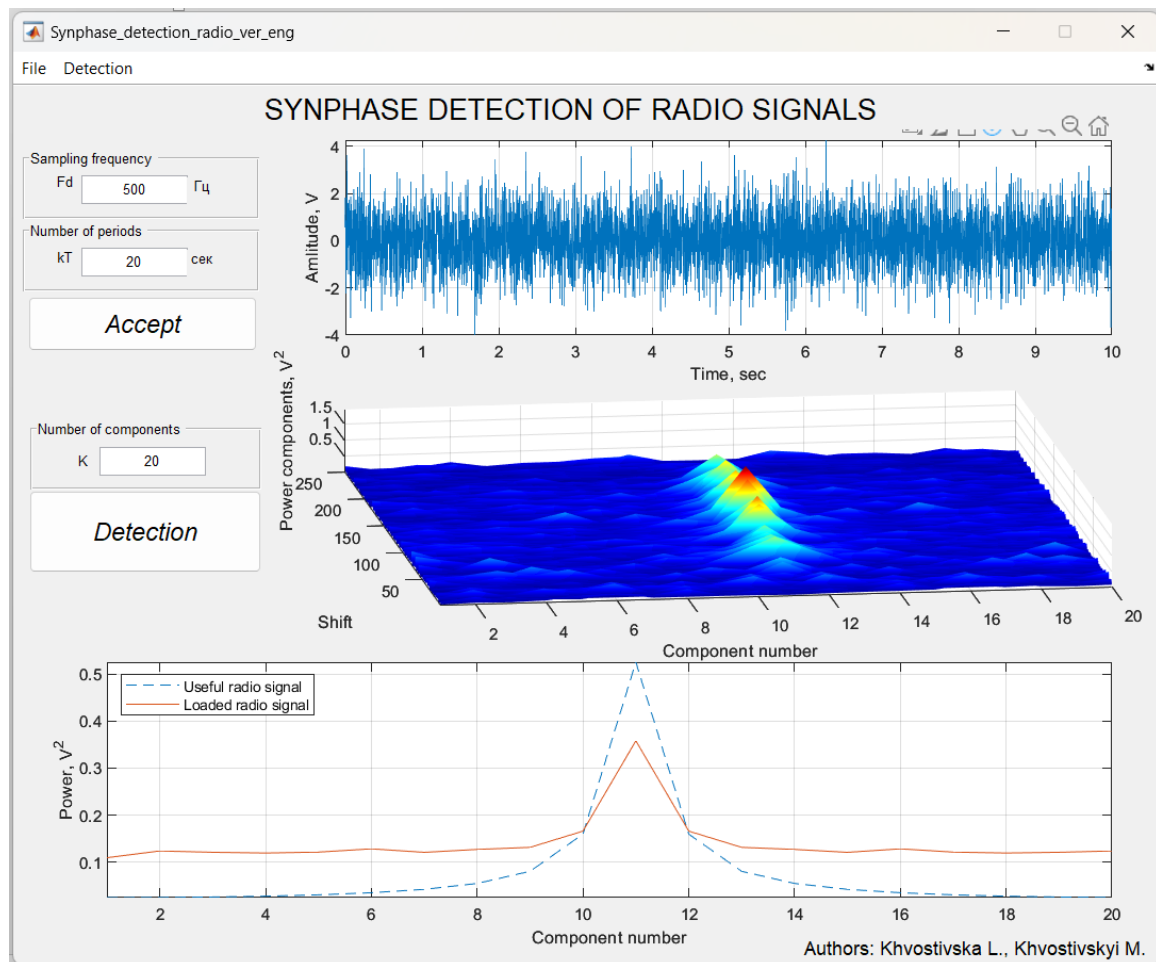 Synphase_detection_radio_ver_eng
File Detection
SYNPHASE DETECTION OF RADIO SIGNALS
Sampling frequency
Fd 500 Гц
Number of periods
kT 20 сек
Accept
Number of components
K 20
Detection
Amlitude, V
4
2
0
-2
-4
0 1 2 3 4 5 6 7 8 9 10
Time, sec
Power components, V^2
1.5
1
0.5
250
200
150
100
50
Shift
2 4 6 8 10 12 14 16 18 20
Component number
Power, V^2
0.5
0.4
0.3
0.2
0.1
Useful radio signal
Loaded radio signal
2 4 6 8 10 12 14 16 18 20
Component number
Authors: Khvostivska L., Khvostivskyi M.